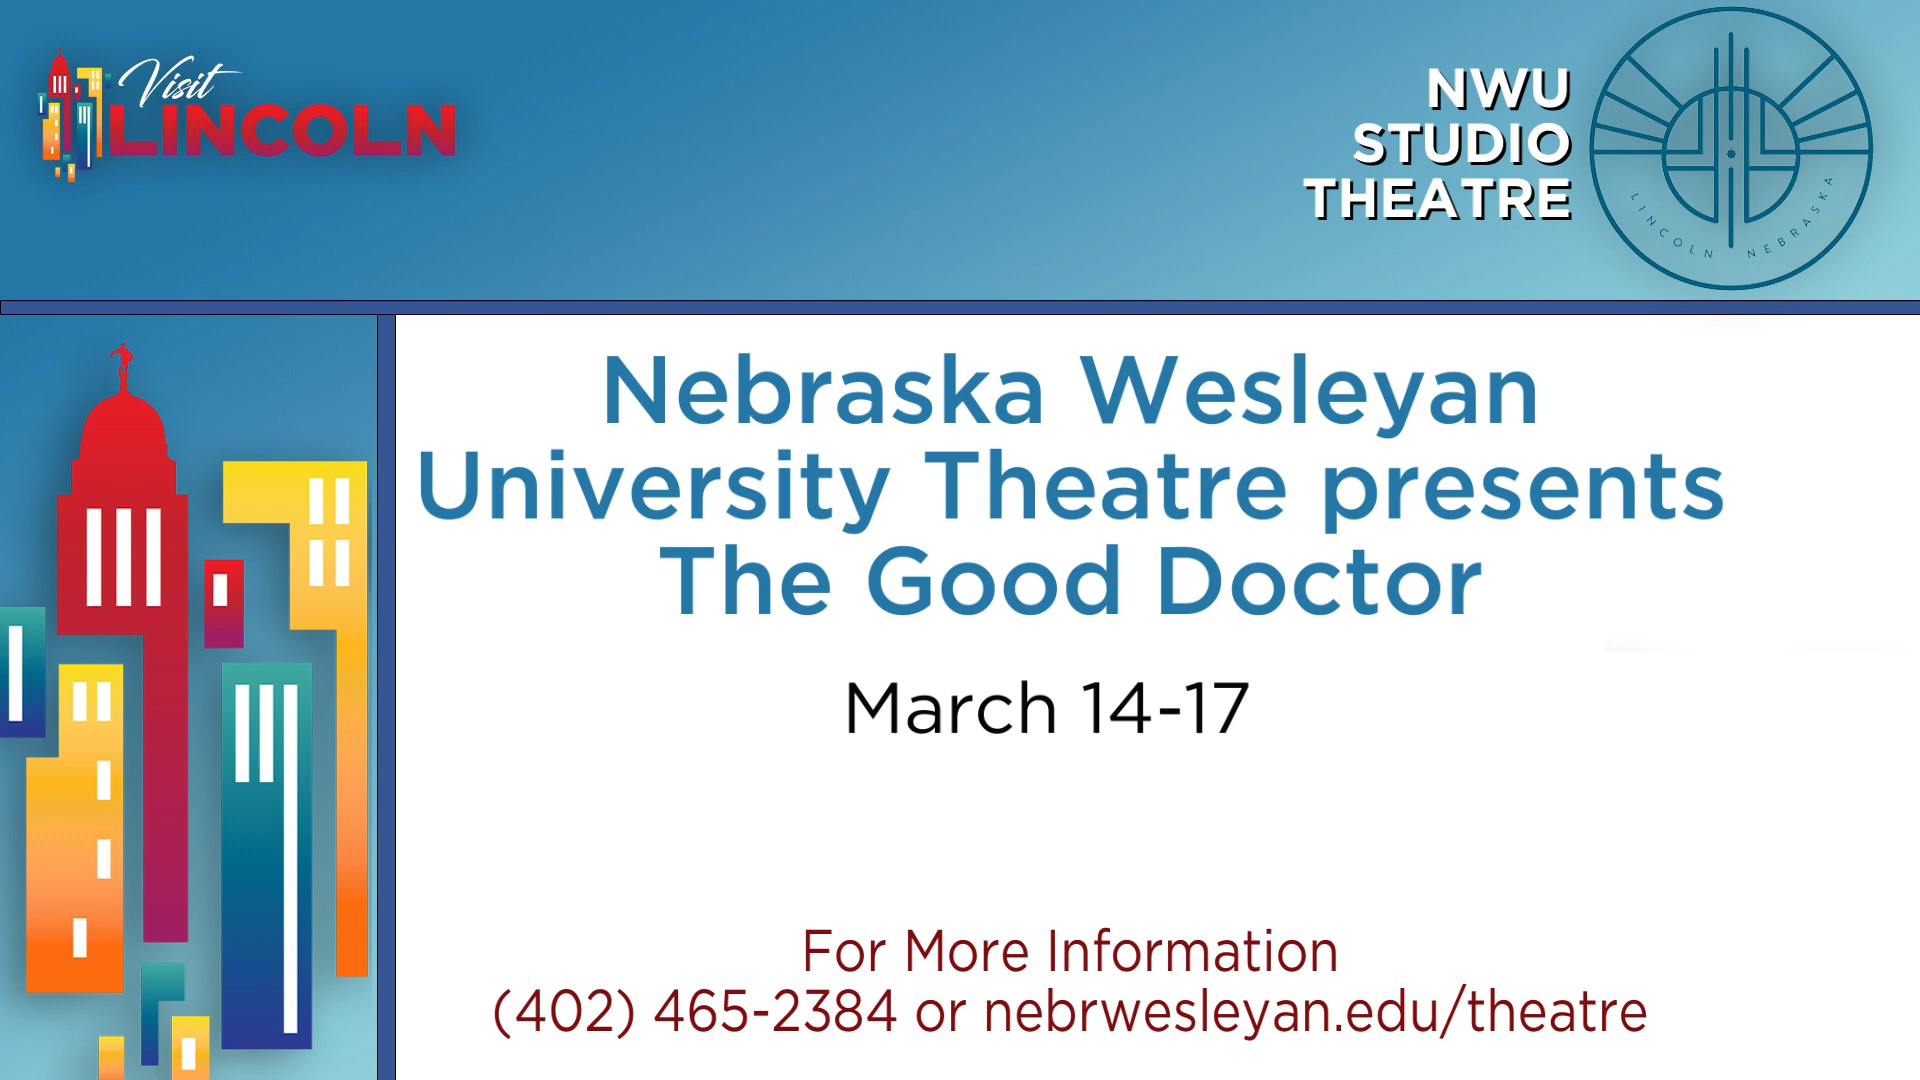 Visit
LINCOLN
NWU
STUDIO
THEATRE
LINCOLN NEBRASKA
Nebraska Wesleyan
University Theatre presents
The Good Doctor
March 14-17
For More Information
(402) 465-2384 or nebrwesleyan.edu/theatre